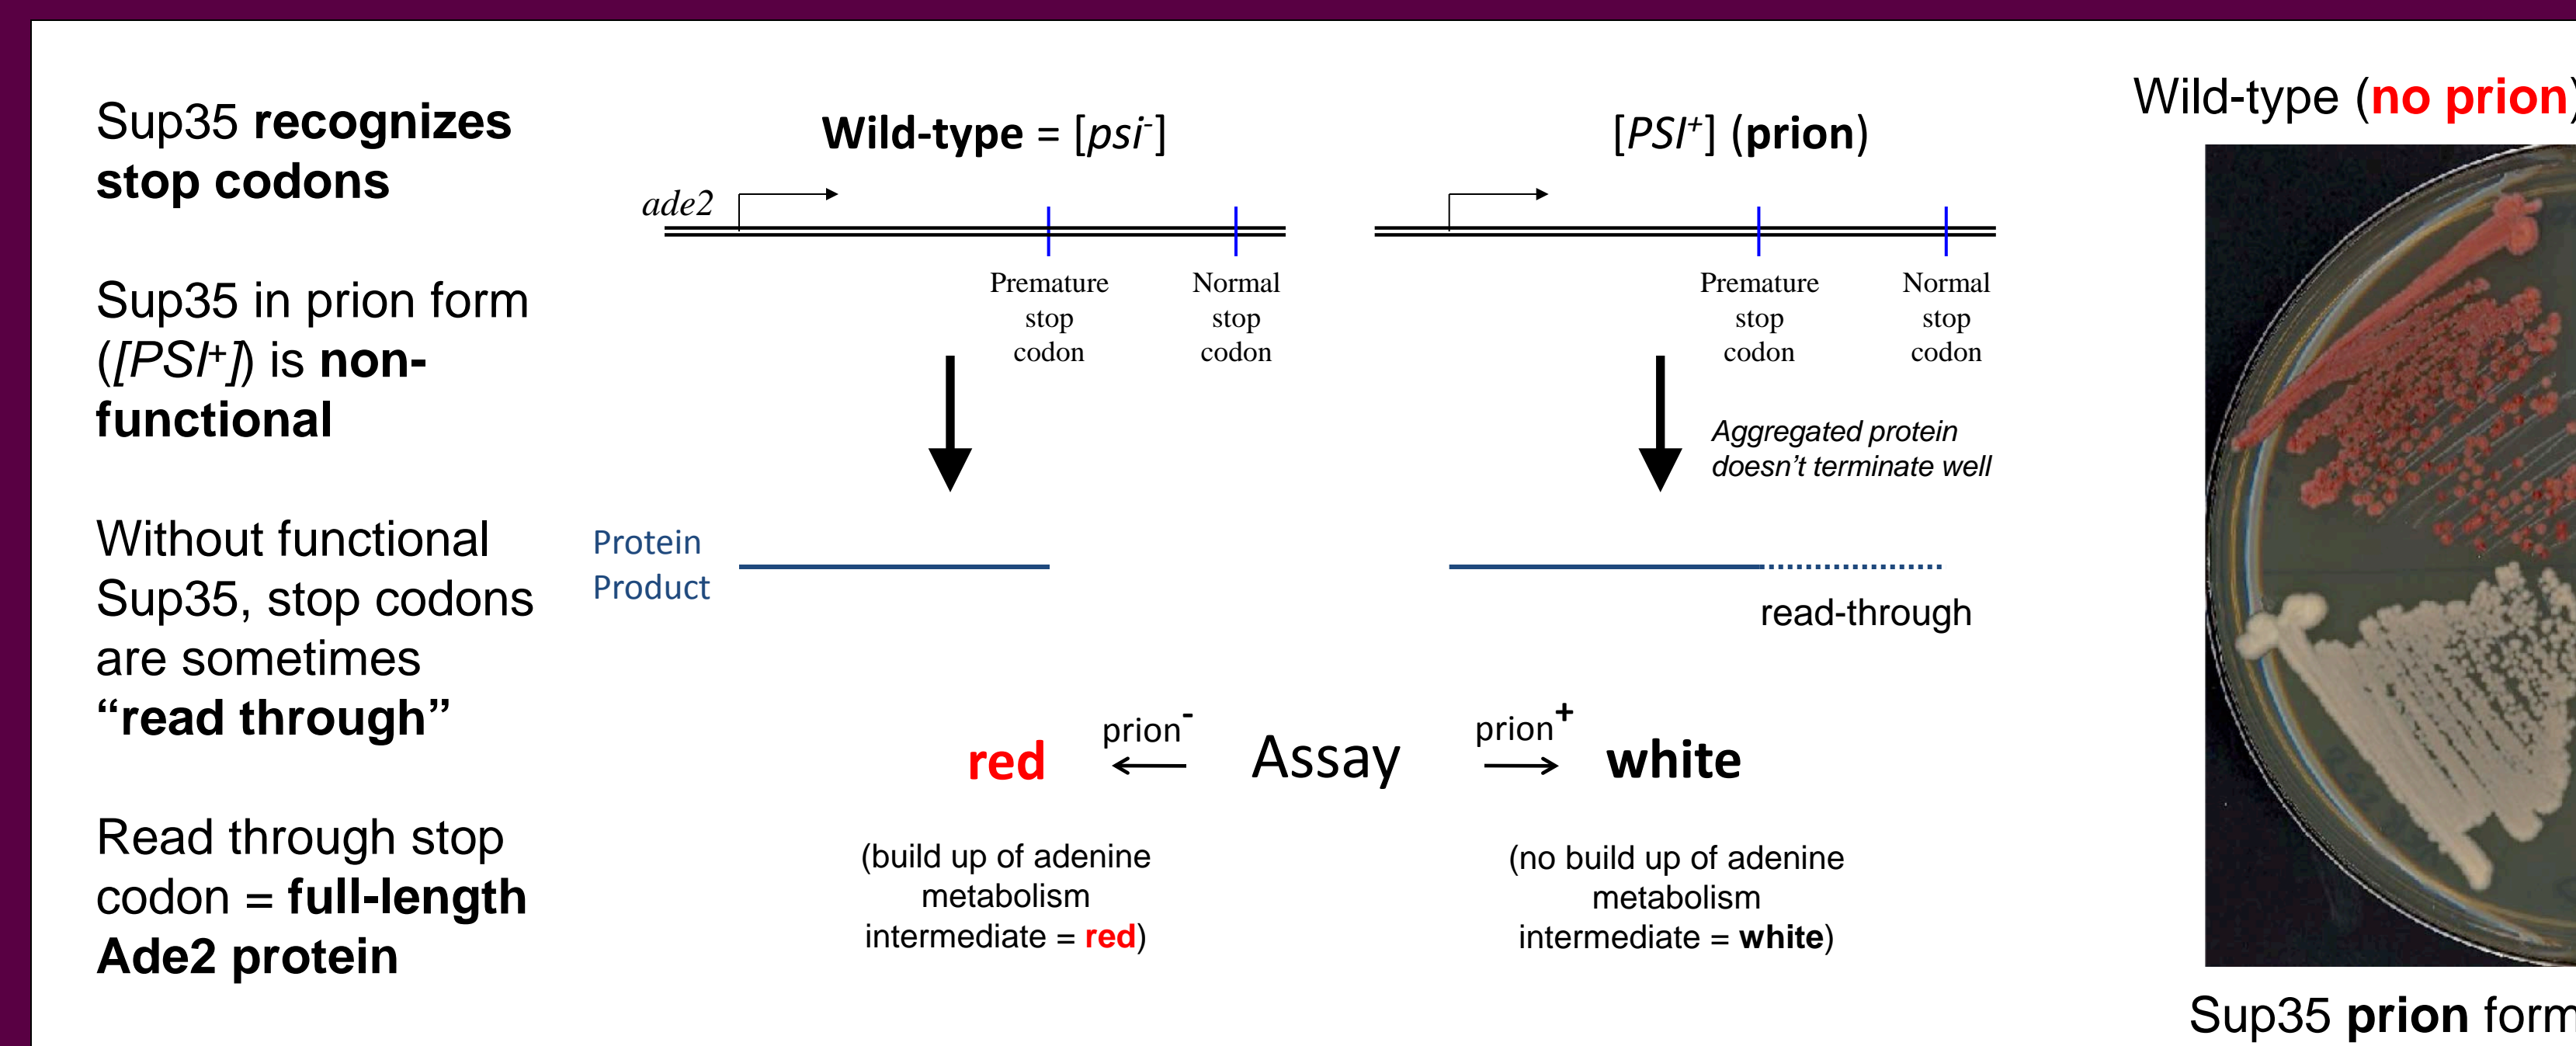 Sup35 recognizes
stop codons
Sup35 in prion form
([PSI⁺]) is non-
functional
Without functional
Sup35, stop codons
are sometimes
“read through”
Read through stop
codon = full-length
Ade2 protein
Wild-type = [psi⁻]
ade2
Premature
stop
codon
Normal
stop
codon
Protein
Product
[PSI⁺] (prion)
Premature
stop
codon
Normal
stop
codon
Aggregated protein
doesn’t terminate well
read-through
red prion⁻ Assay prion⁺ white
(build up of adenine
metabolism
intermediate = red)
(no build up of adenine
metabolism
intermediate = white)
Wild-type (no prion)
Sup35 prion form